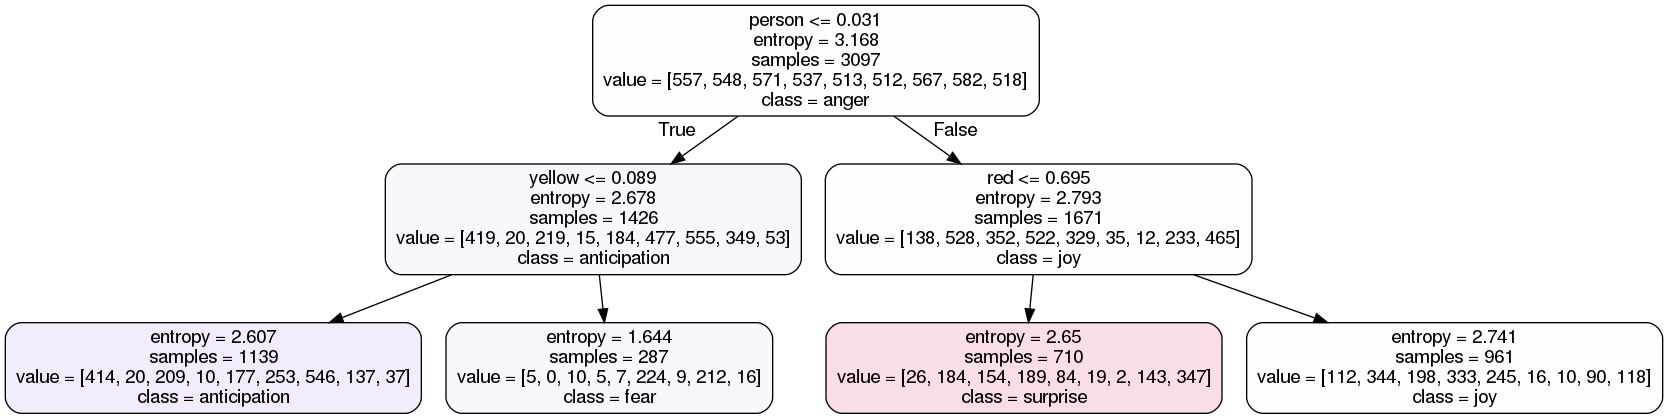 person <= 0.031
entropy = 3.168
samples = 3097
value = [557, 548, 571, 537, 513, 512, 567, 582, 518]
class = anger
True
False
yellow <= 0.089
entropy = 2.678
samples = 1426
value = [419, 20, 219, 15, 184, 477, 555, 349, 53]
class = anticipation
red <= 0.695
entropy = 2.793
samples = 1671
value = [138, 528, 352, 522, 329, 35, 12, 233, 465]
class = joy
entropy = 2.607
samples = 1139
value = [414, 20, 209, 10, 177, 253, 546, 137, 37]
class = anticipation
entropy = 1.644
samples = 287
value = [5, 0, 10, 5, 7, 224, 9, 212, 16]
class = fear
entropy = 2.65
samples = 710
value = [26, 184, 154, 189, 84, 19, 2, 143, 347]
class = surprise
entropy = 2.741
samples = 961
value = [112, 344, 198, 333, 245, 16, 10, 90, 118]
class = joy